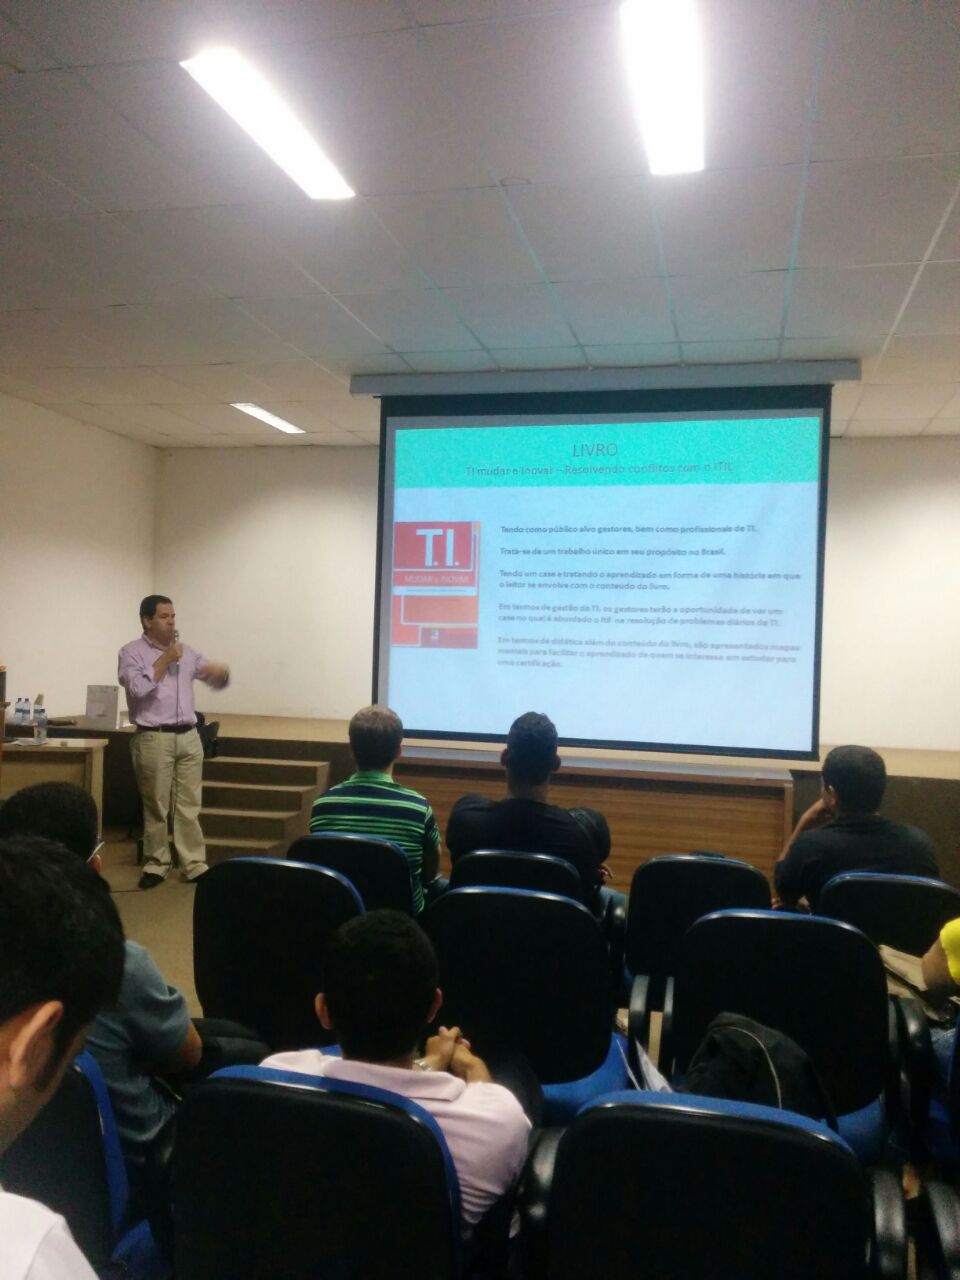 LIVRO
TI mudar e Inovar – Resolvendo conflitos com o ITIL
T.I.
MUDAR e INOVAR
Tendo como público alvo gestores, bem como profissionais de T.I.
Trata-se de um trabalho único em seu propósito no Brasil.
Tendo um case e tratando o aprendizado em forma de uma história em que
o leitor se envolve com o conteúdo do livro.
Em termos de gestão de TI, os gestores terão a oportunidade de ver um
case no qual é abordado o ITIL na resolução de problemas diários da TI.
Em termos de didática além do conteúdo do livro, são apresentados mapas
mentais para facilitar o aprendizado de quem se interessa em estudar para
uma certificação.